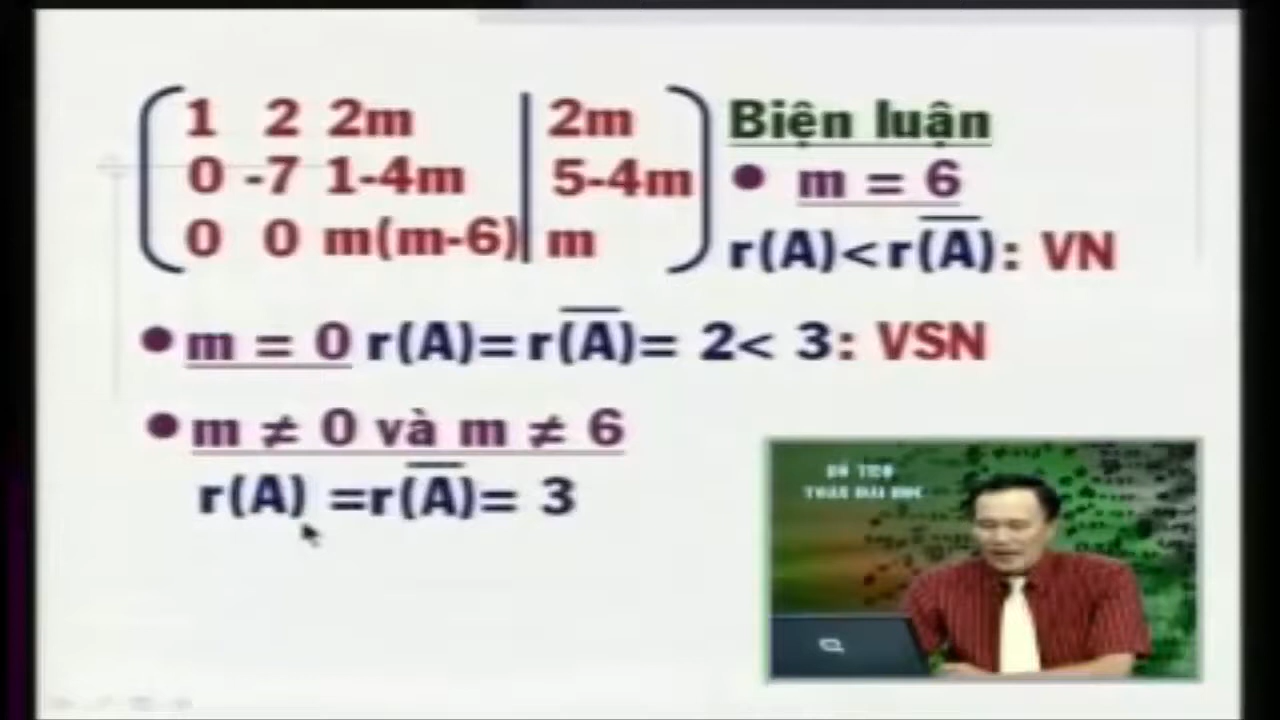 1 2 2m | 2m
0 -7 1-4m | 5-4m
0 0 m(m-6) | m
Biện luận
• m = 6
r(A)<r(A̅): VN
• m = 0 r(A)=r(A̅)= 2< 3: VSN
• m ≠ 0 và m ≠ 6
r(A) =r(A̅)= 3